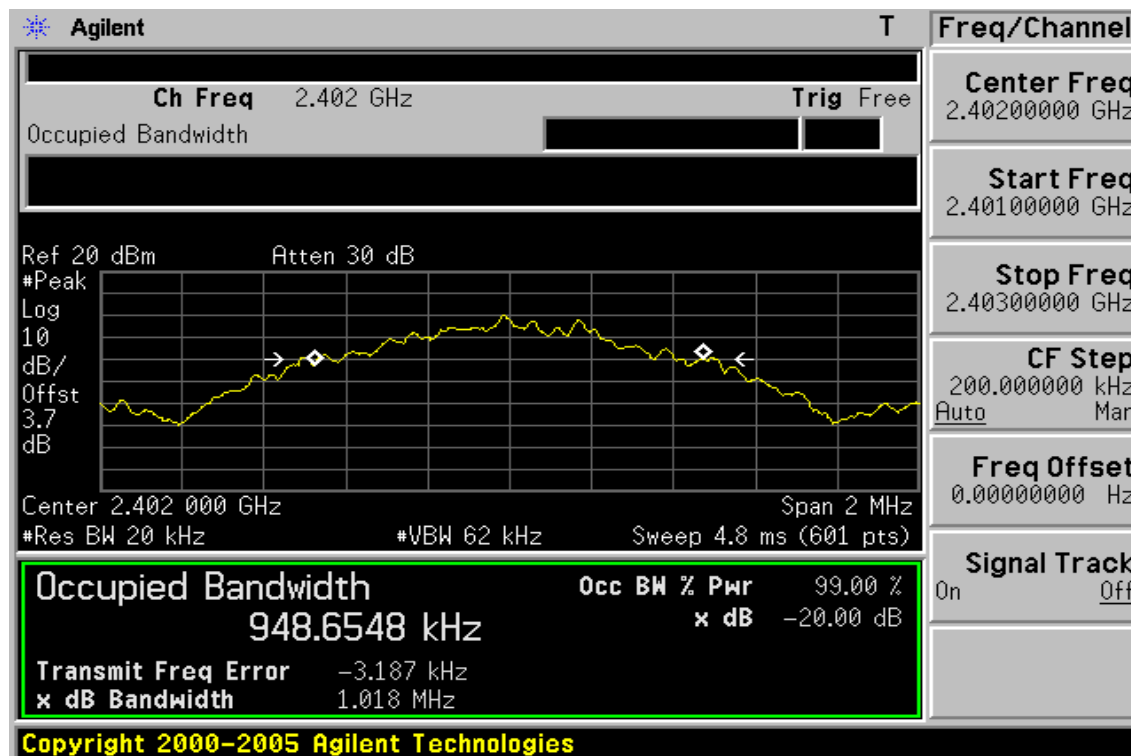 Agilent T
Freq/Channel
Ch Freq 2.402 GHz Trig Free
Occupied Bandwidth
Center Freq
2.40200000 GHz
Start Freq
2.40100000 GHz
Stop Freq
2.40300000 GHz
CF Step
200.000000 kHz
Auto Man
Freq Offset
0.00000000 Hz
Signal Track
On Off
Ref 20 dBm Atten 30 dB
#Peak
Log
10
dB/
Offst
3.7
dB
Center 2.402 000 GHz Span 2 MHz
#Res BW 20 kHz #VBW 62 kHz Sweep 4.8 ms (601 pts)
Occupied Bandwidth
948.6548 kHz
Occ BW % Pwr 99.00 %
x dB -20.00 dB
Transmit Freq Error -3.187 kHz
x dB Bandwidth 1.018 MHz
Copyright 2000-2005 Agilent Technologies